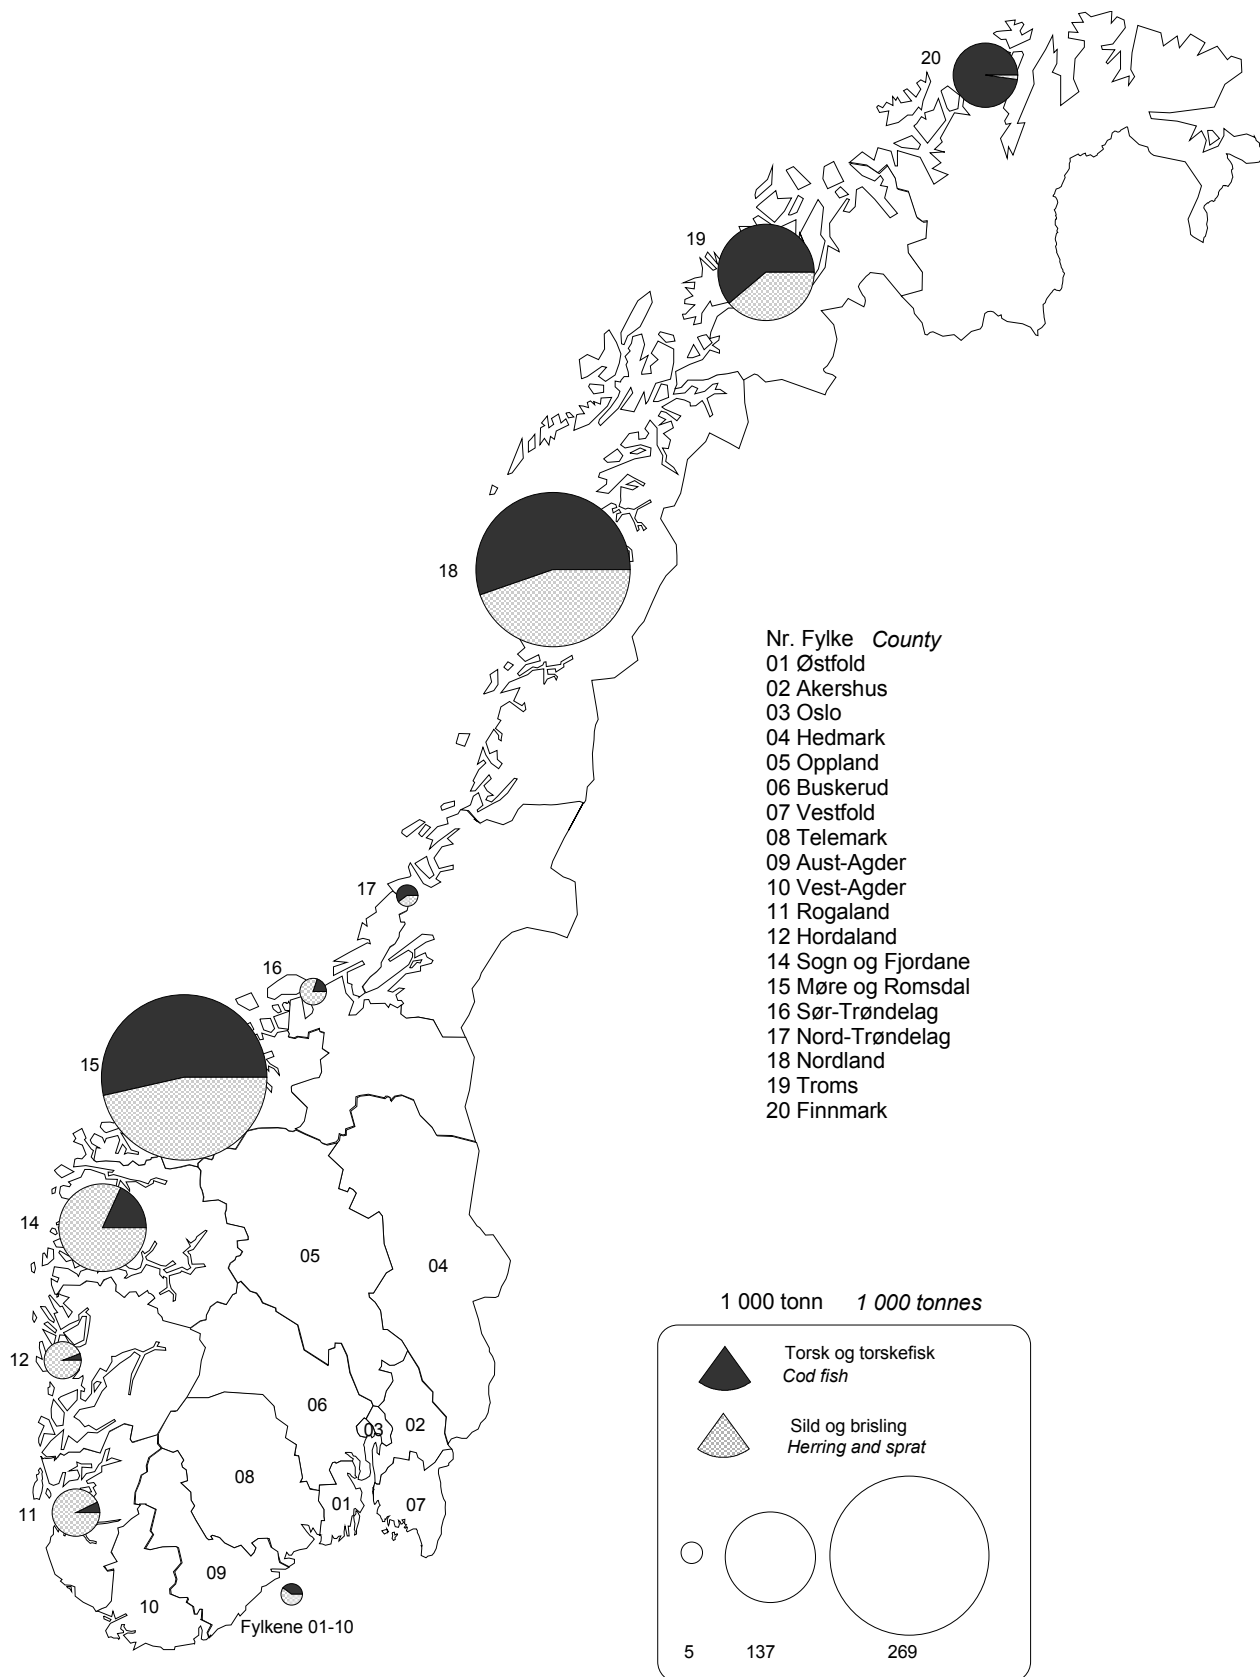 20
19
18
17
16
15
14
12
11
05
04
06
03
02
08
01
07
09
10
Fylkene 01-10
Nr. Fylke County
01 Østfold
02 Akershus
03 Oslo
04 Hedmark
05 Oppland
06 Buskerud
07 Vestfold
08 Telemark
09 Aust-Agder
10 Vest-Agder
11 Rogaland
12 Hordaland
14 Sogn og Fjordane
15 Møre og Romsdal
16 Sør-Trøndelag
17 Nord-Trøndelag
18 Nordland
19 Troms
20 Finnmark
1 000 tonn 1 000 tonnes
Torsk og torskefisk
Cod fish
Sild og brisling
Herring and sprat
5 137 269